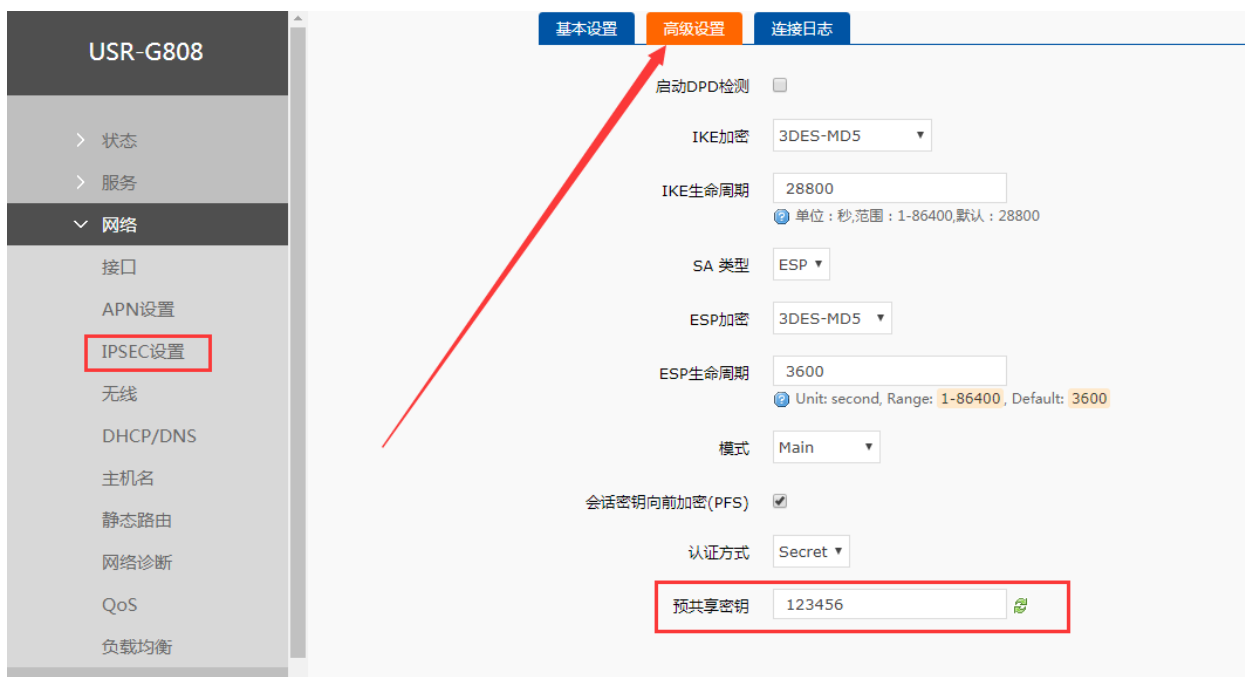 USR-G808
状态
服务
网络
接口
APN设置
IPSEC设置
无线
DHCP/DNS
主机名
静态路由
网络诊断
QoS
负载均衡
基本设置 高级设置 连接日志
启动DPD检测
IKE加密 3DES-MD5
IKE生命周期 28800
单位：秒,范围：1-86400,默认：28800
SA 类型 ESP
ESP加密 3DES-MD5
ESP生命周期 3600
Unit: second, Range: 1-86400, Default: 3600
模式 Main
会话密钥向前加密(PFS)
认证方式 Secret
预共享密钥 123456